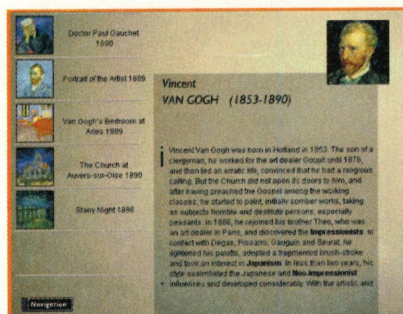 Doctor Paul Gauchet
1890
Portrait of the Artist 1889
Van Gogh's Bedroom at
Arles 1889
The Church at
Auvers-sur-Oise 1890
Starry Night 1888
Navigation
Vincent
VAN GOGH (1853-1890)
Vincent Van Gogh was born in Holland in 1853. The son of a
clergyman, he worked for the art dealer Goupil until 1876,
and then led an erratic life, convinced that he had a religious
calling. But the Church did not open its doors to him, and
after having preached the Gospel among the working
classes, he started to paint, initially somber works, taking
as subjects humble and destitute persons, especially
peasants. In 1886, he rejoined his brother Theo, who was
an art dealer in Paris, and discovered the Impressionists. In
contact with Degas, Pissarro, Gauguin and Seurat, he
lightened his palette, adopted a fragmented brush-stroke
and took an interest in Japanism. In less than two years, his
style assimilated the Japanese and Neo-Impressionist
influences and developed considerably. With the artistic and